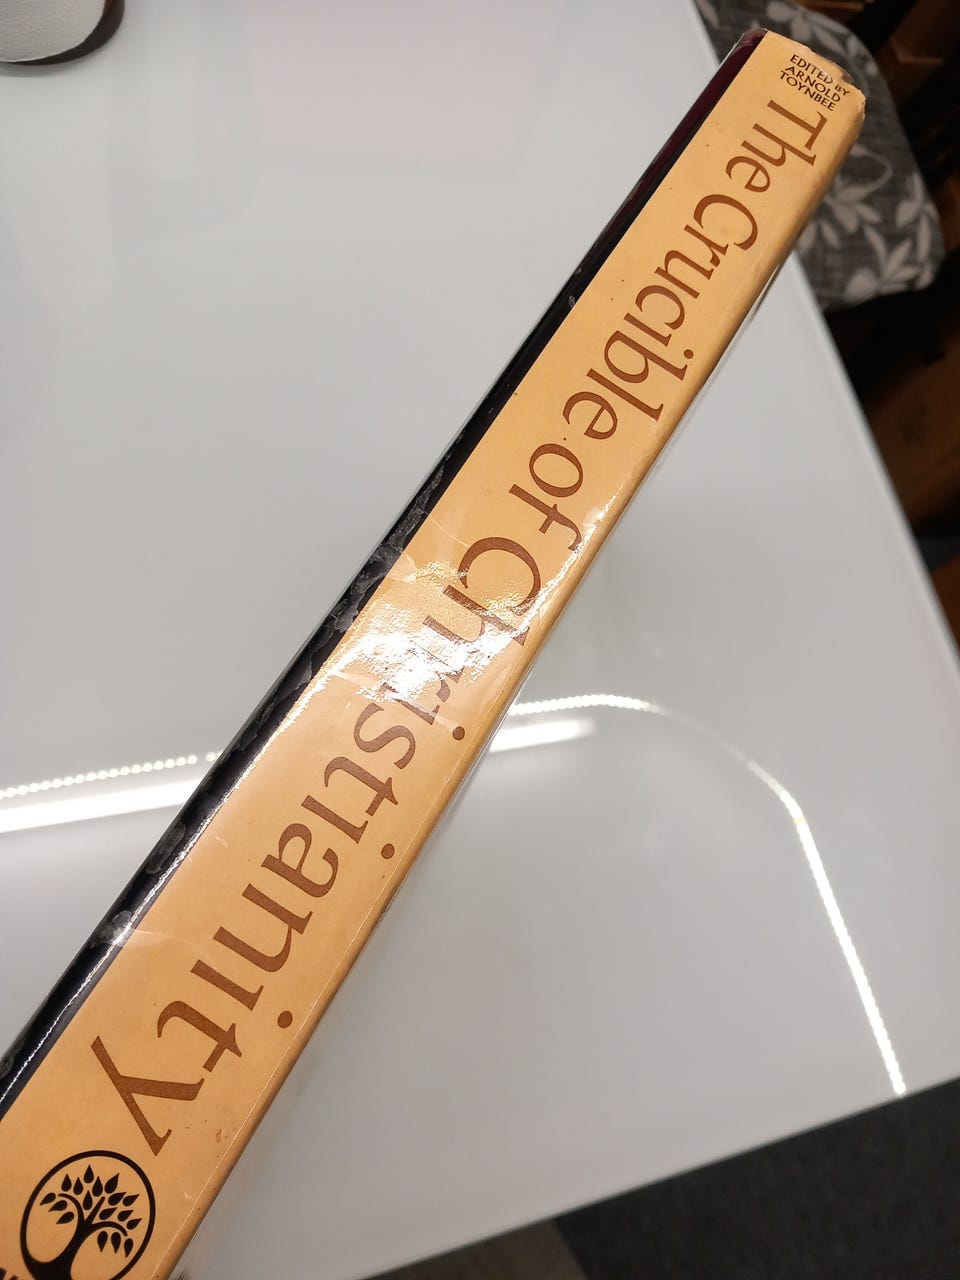 EDITED BY
ARNOLD
TOYNBEE
The Crucible of Christianity